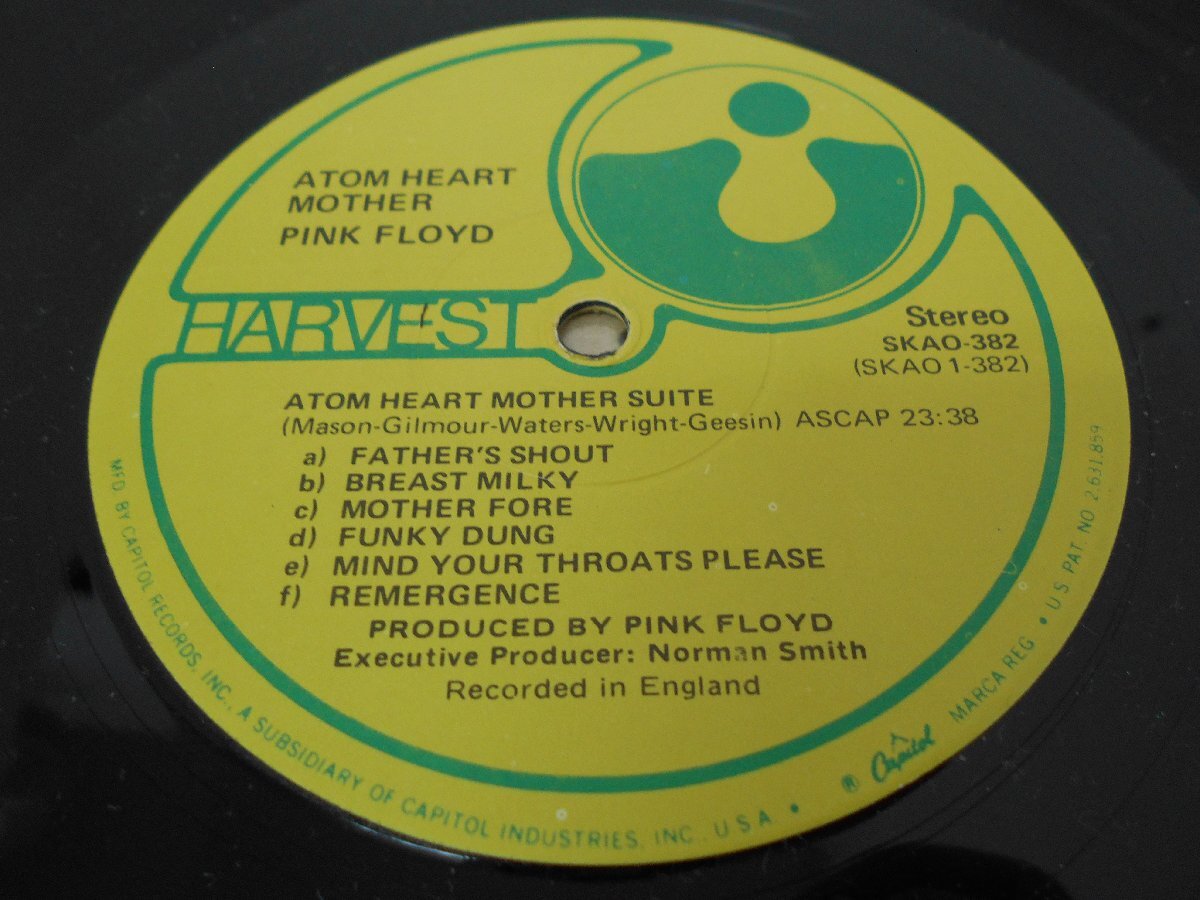 ATOM HEART
MOTHER
PINK FLOYD
HARVEST
Stereo
SKAO-382
(SKAO 1-382)
ATOM HEART MOTHER SUITE
(Mason-Gilmour-Waters-Wright-Geesin) ASCAP 23:38
a) FATHER'S SHOUT
b) BREAST MILKY
c) MOTHER FORE
d) FUNKY DUNG
e) MIND YOUR THROATS PLEASE
f) REMERGENCE
PRODUCED BY PINK FLOYD
Executive Producer: Norman Smith
Recorded in England
MFD. BY CAPITOL RECORDS, INC., A SUBSIDIARY OF CAPITOL INDUSTRIES, INC., U.S.A. • ® Capitol MARCA REG. • U.S. PAT. NO. 2,631,859